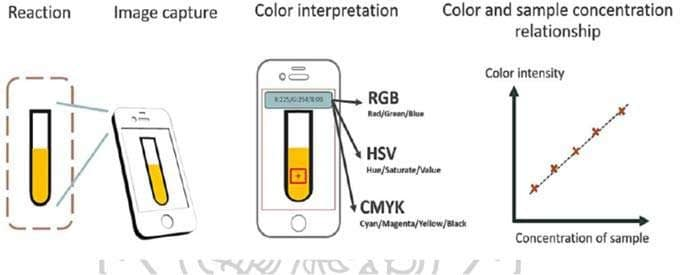 Reaction
Image capture
Color interpretation
Color and sample concentration
relationship
RGB
Red/Green/Blue
HSV
Hue/Saturate/Value
CMYK
Cyan/Magenta/Yellow/Black
Color intensity
Concentration of sample